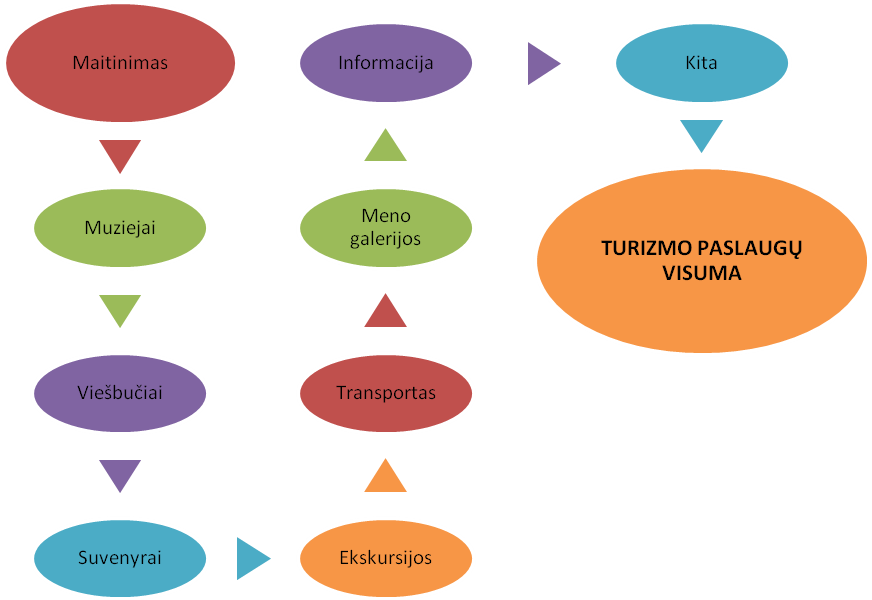 Maitinimas
Muziejai
Viešbučiai
Suvenyrai
Ekskursijos
Transportas
Meno
galerijos
Informacija
Kita
TURIZMO PASLAUGŲ
VISUMA